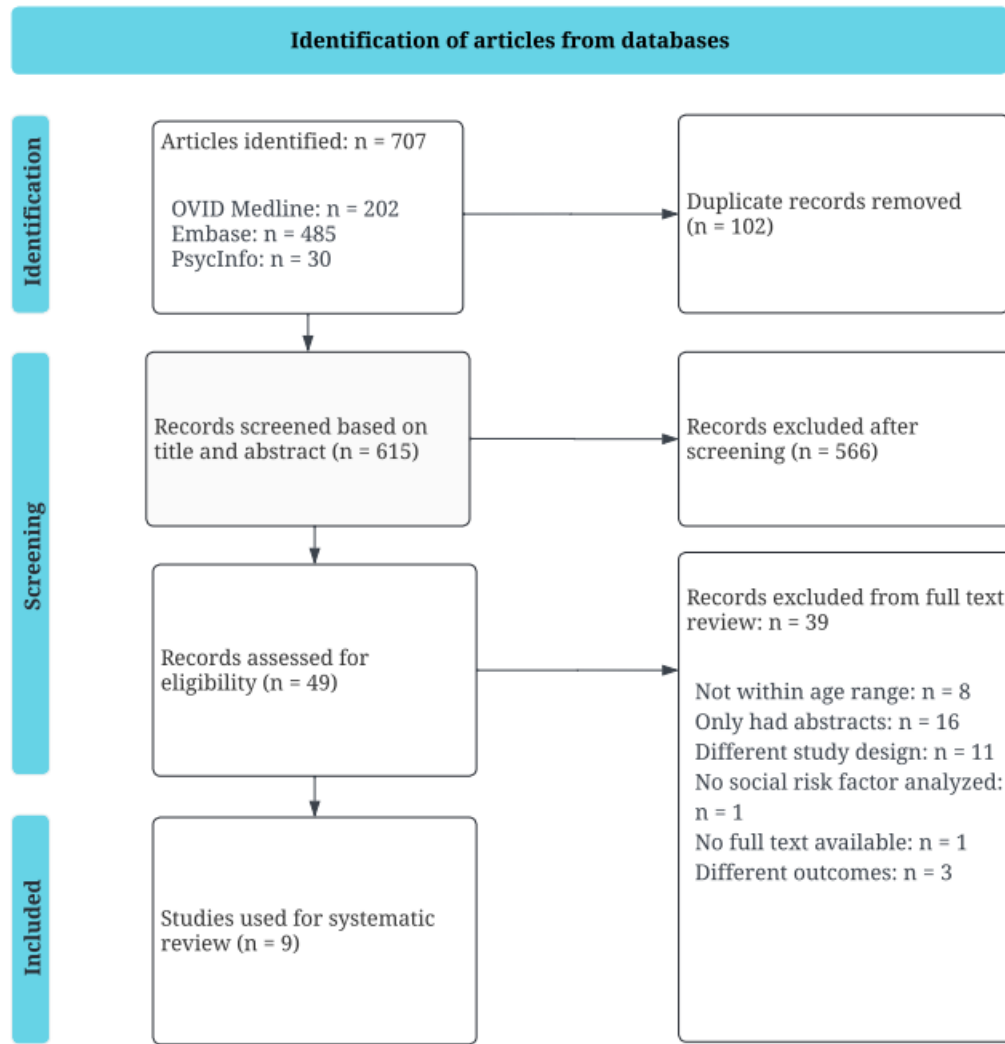 Identification of articles from databases
Identification
Articles identified: n = 707
OVID Medline: n = 202
Embase: n = 485
PsycInfo: n = 30
Duplicate records removed
(n = 102)
Screening
Records screened based on
title and abstract (n = 615)
Records excluded after
screening (n = 566)
Records assessed for
eligibility (n = 49)
Records excluded from full text
review: n = 39
Not within age range: n = 8
Only had abstracts: n = 16
Different study design: n = 11
No social risk factor analyzed:
n = 1
No full text available: n = 1
Different outcomes: n = 3
Included
Studies used for systematic
review (n = 9)